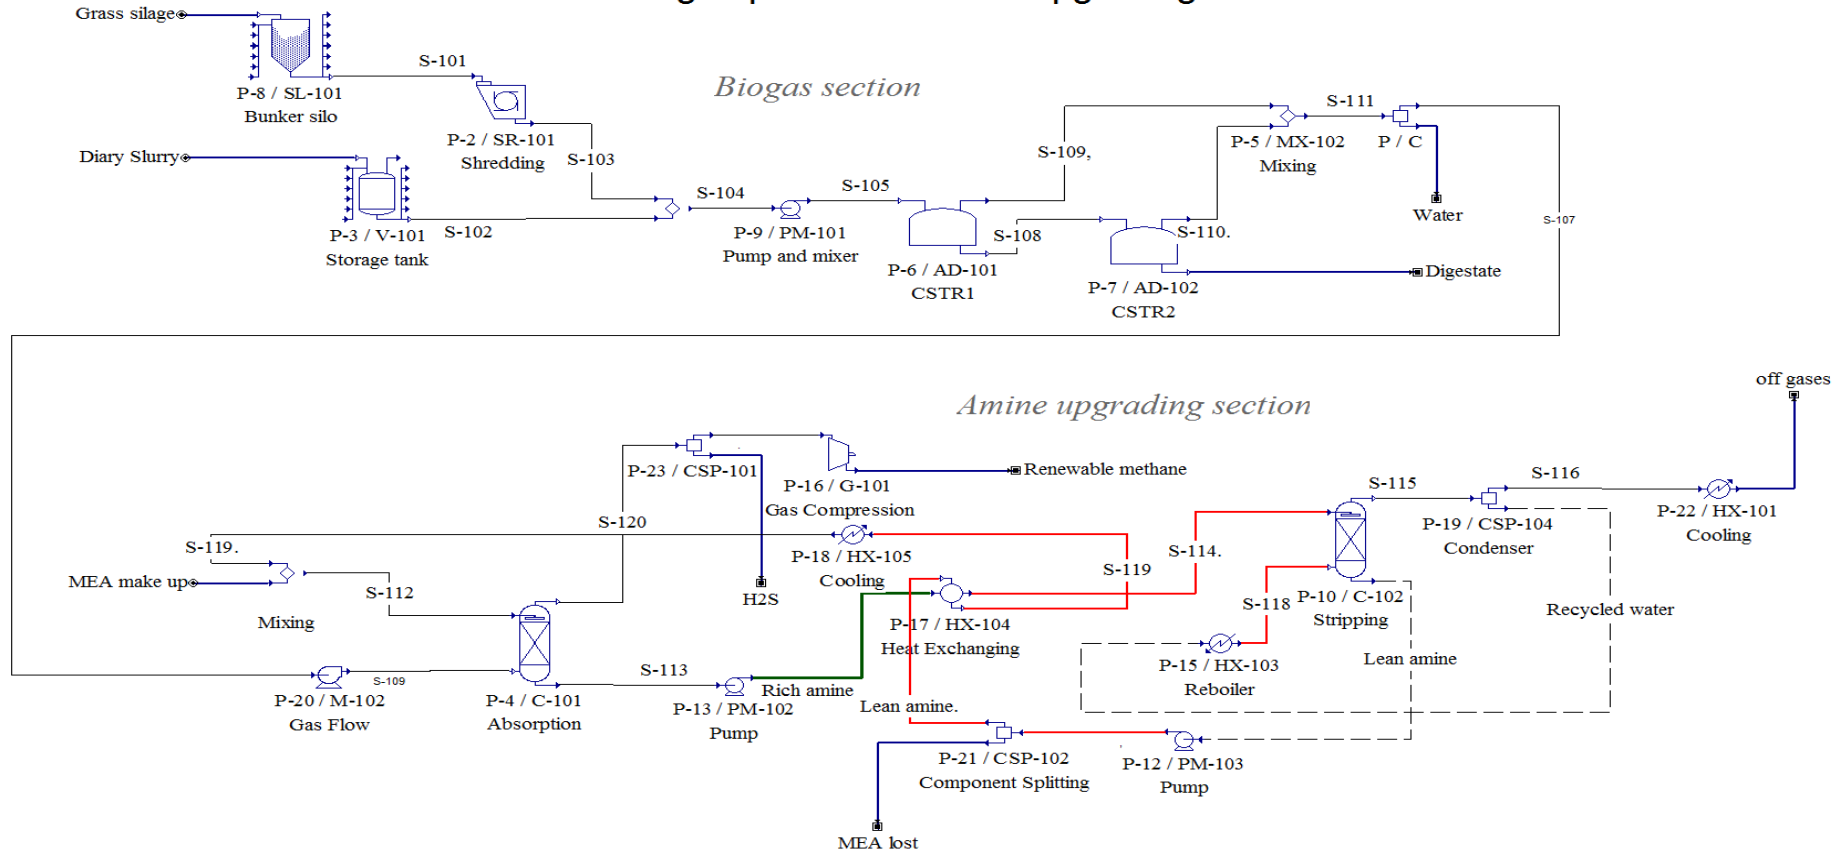 Grass silage
S-101
P-8 / SL-101
Bunker silo
Biogas section
P-2 / SR-101
Shredding
S-103
Diary Slurry
P-3 / V-101
Storage tank
S-102
S-104
P-9 / PM-101
Pump and mixer
S-105
P-6 / AD-101
CSTR1
S-108
S-109,
P-7 / AD-102
CSTR2
S-110.
P-5 / MX-102
Mixing
S-111
P / C
Water
Digestate
S-107
Amine upgrading section
off gases
P-23 / CSP-101
P-16 / G-101
Gas Compression
Renewable methane
S-120
S-119.
MEA make up
Mixing
S-112
H2S
P-18 / HX-105
Cooling
S-119
S-114.
P-17 / HX-104
Heat Exchanging
S-118
P-15 / HX-103
Reboiler
P-10 / C-102
Stripping
S-115
P-19 / CSP-104
Condenser
S-116
P-22 / HX-101
Cooling
Recycled water
Lean amine
P-20 / M-102
Gas Flow
S-109
P-4 / C-101
Absorption
S-113
P-13 / PM-102
Pump
Rich amine
Lean amine.
P-21 / CSP-102
Component Splitting
P-12 / PM-103
Pump
MEA lost